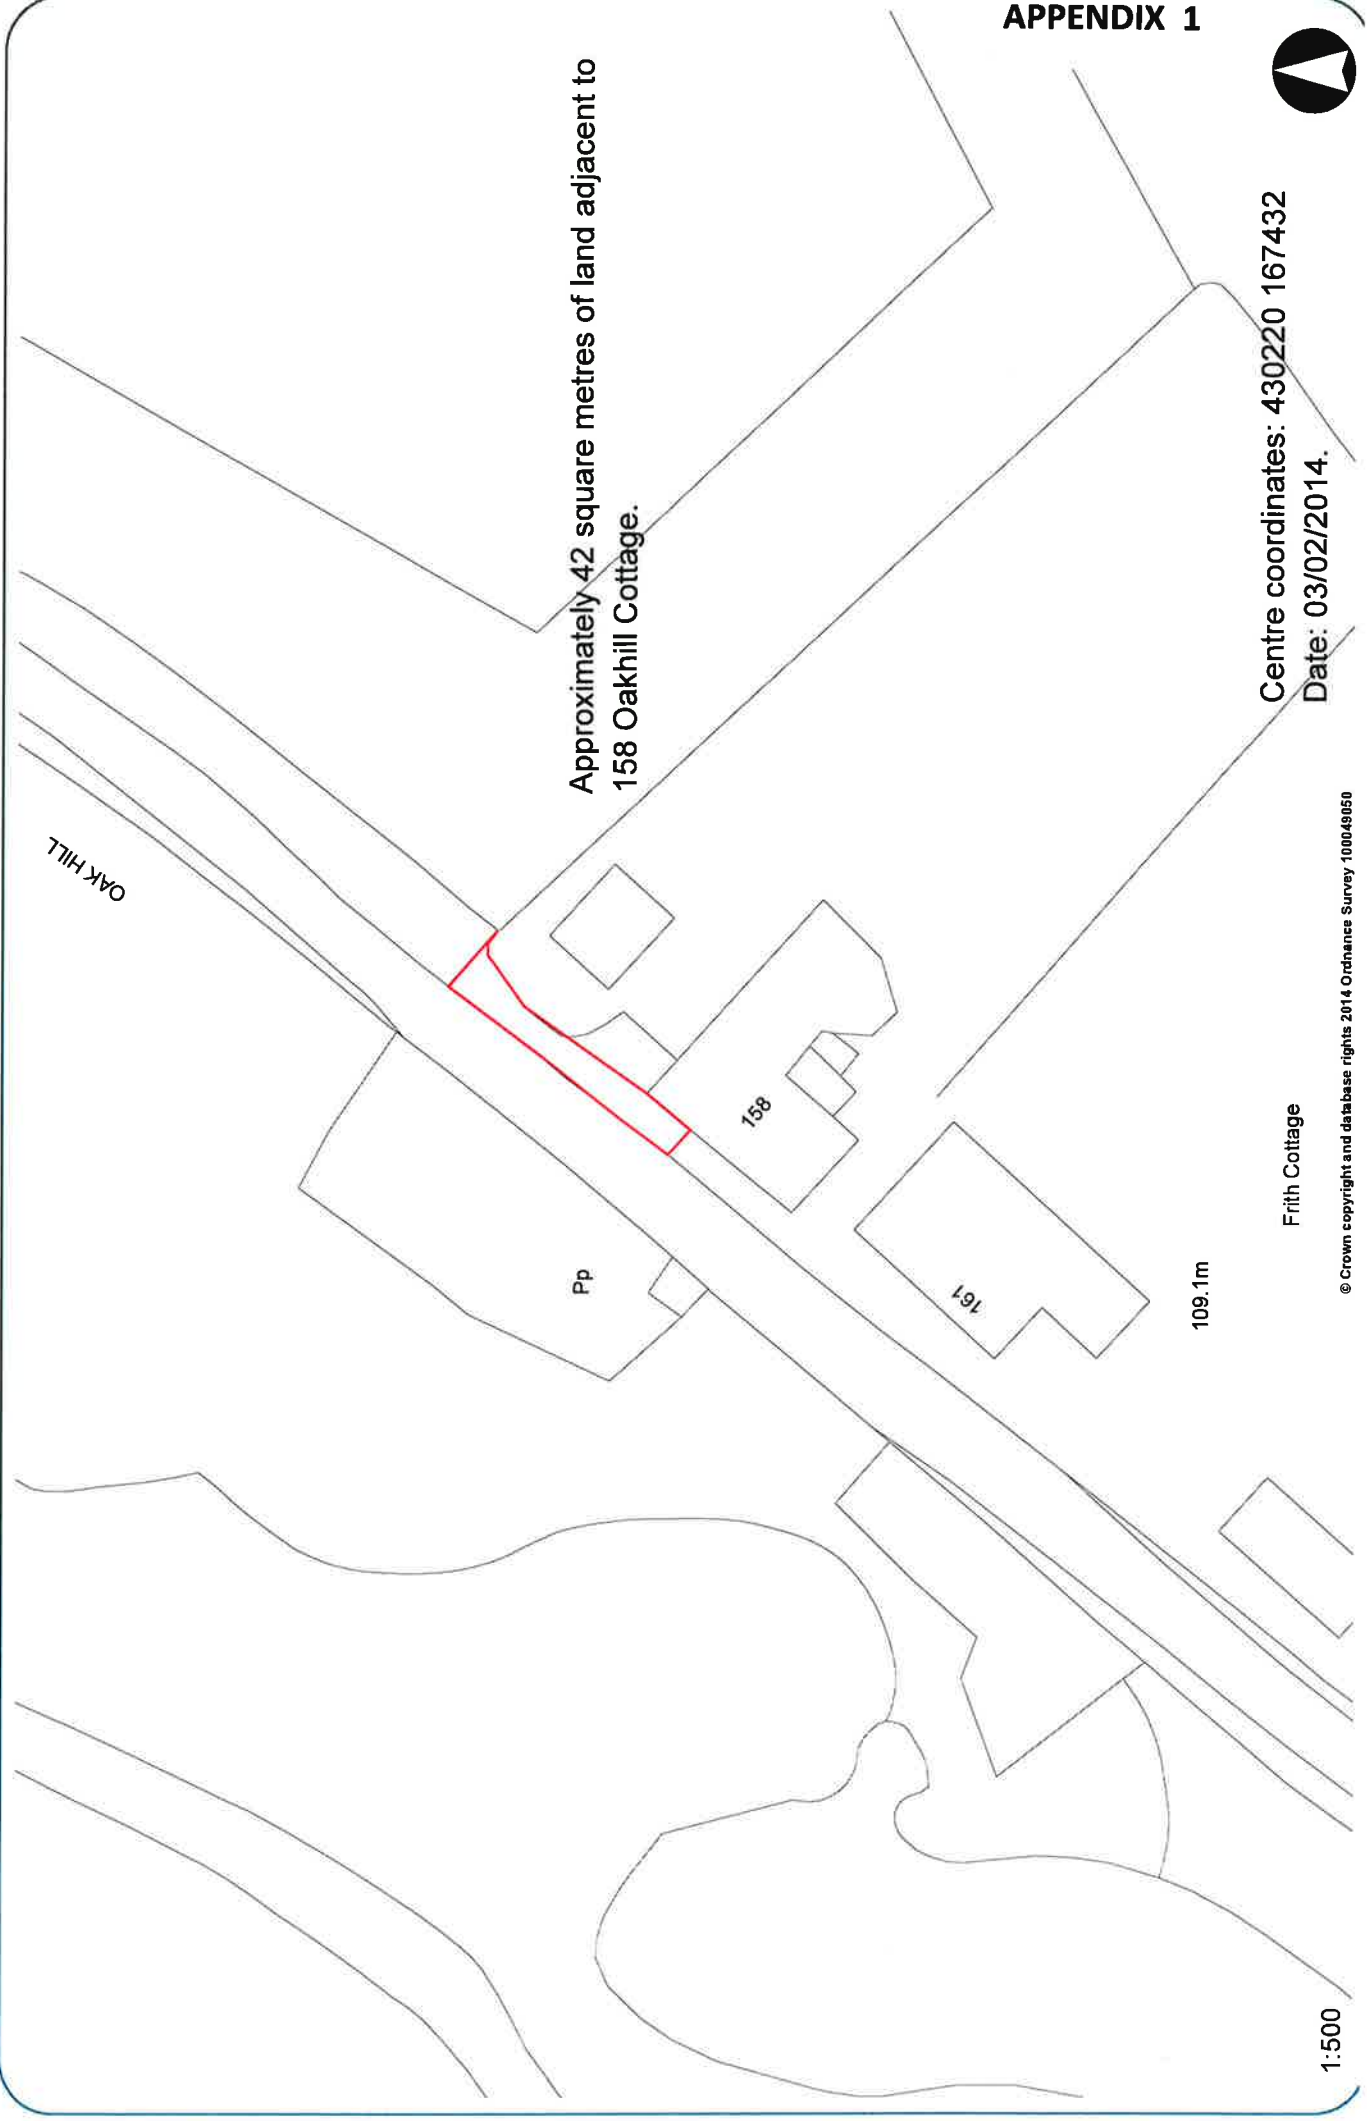 APPENDIX 1
OAK HILL
Approximately 42 square metres of land adjacent to
158 Oakhill Cottage.
158
Pp
161
109.1m
Frith Cottage
Centre coordinates: 430220 167432
Date: 03/02/2014.
1:500
© Crown copyright and database rights 2014 Ordnance Survey 100049050